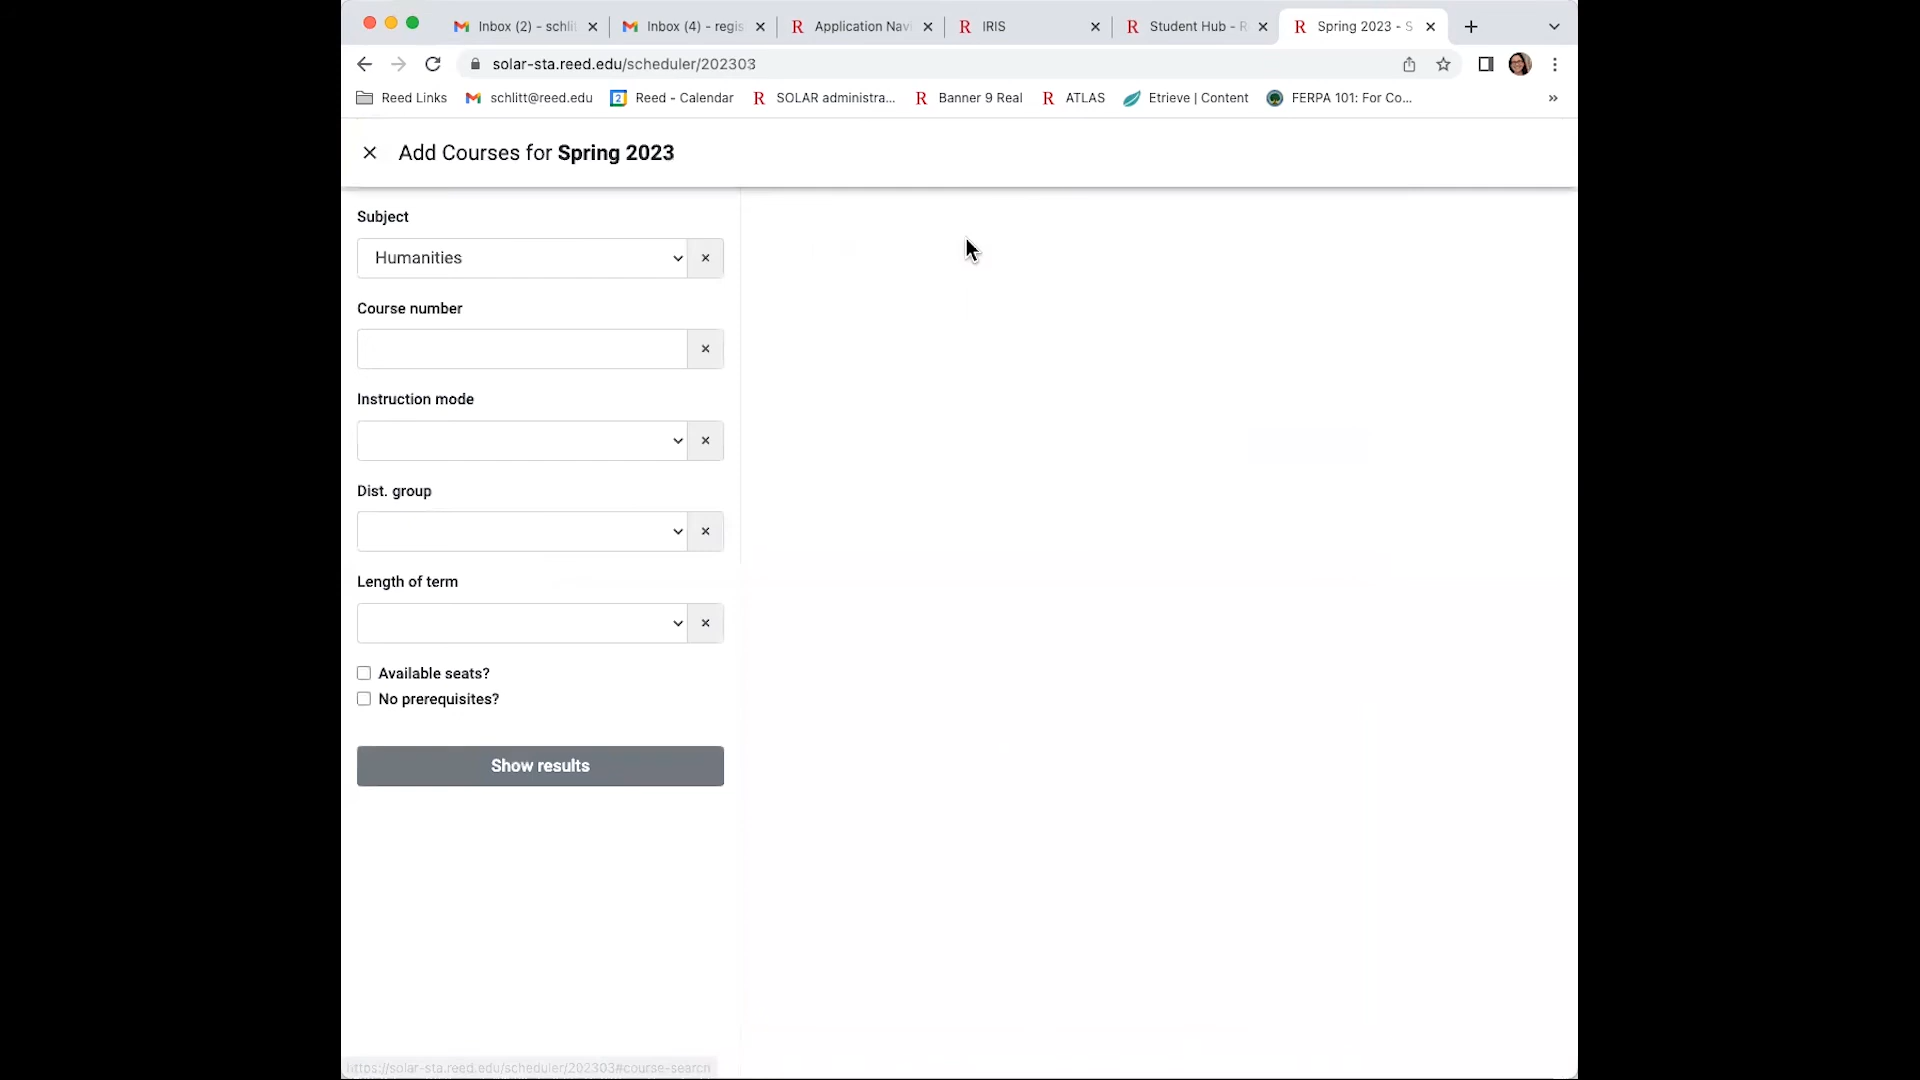 Inbox (2) - schli
Inbox (4) - regis
Application Navi
IRIS
Student Hub - R
Spring 2023 - S
solar-sta.reed.edu/scheduler/202303
Reed Links
schlitt@reed.edu
2
Reed - Calendar
R
SOLAR administra...
R
Banner 9 Real
R
ATLAS
Etrieve | Content
FERPA 101: For Co...
»
Add Courses for Spring 2023
Subject
Humanities
Course number
Instruction mode
Dist. group
Length of term
Available seats?
No prerequisites?
Show results
https://solar-sta.reed.edu/scheduler/202303#course-search